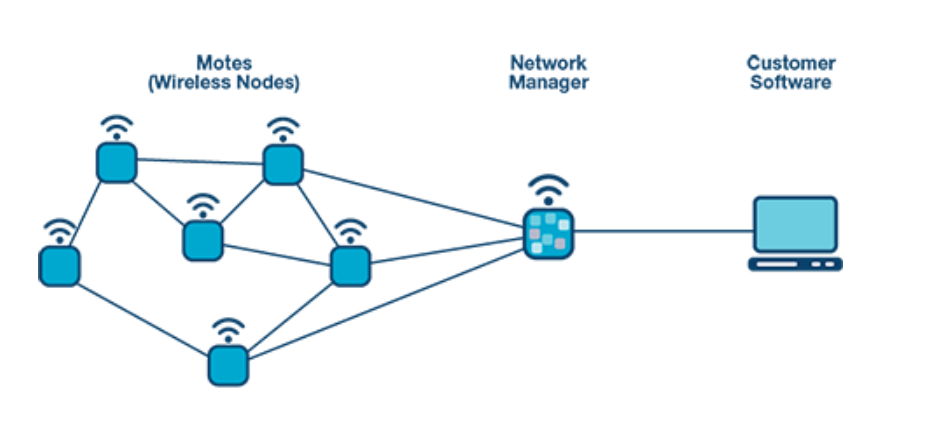 Motes
(Wireless Nodes)
Network
Manager
Customer
Software